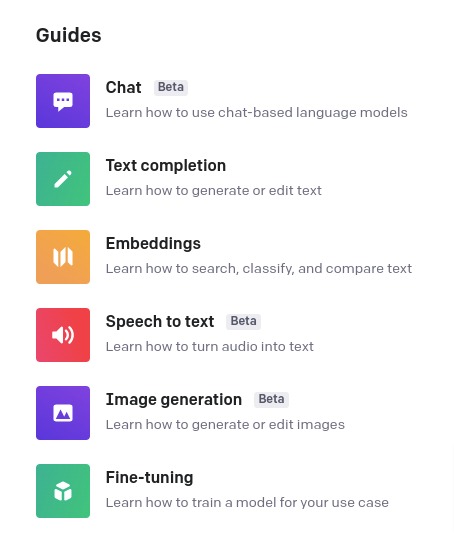 Guides
Chat Beta
Learn how to use chat-based language models
Text completion
Learn how to generate or edit text
Embeddings
Learn how to search, classify, and compare text
Speech to text Beta
Learn how to turn audio into text
Image generation Beta
Learn how to generate or edit images
Fine-tuning
Learn how to train a model for your use case